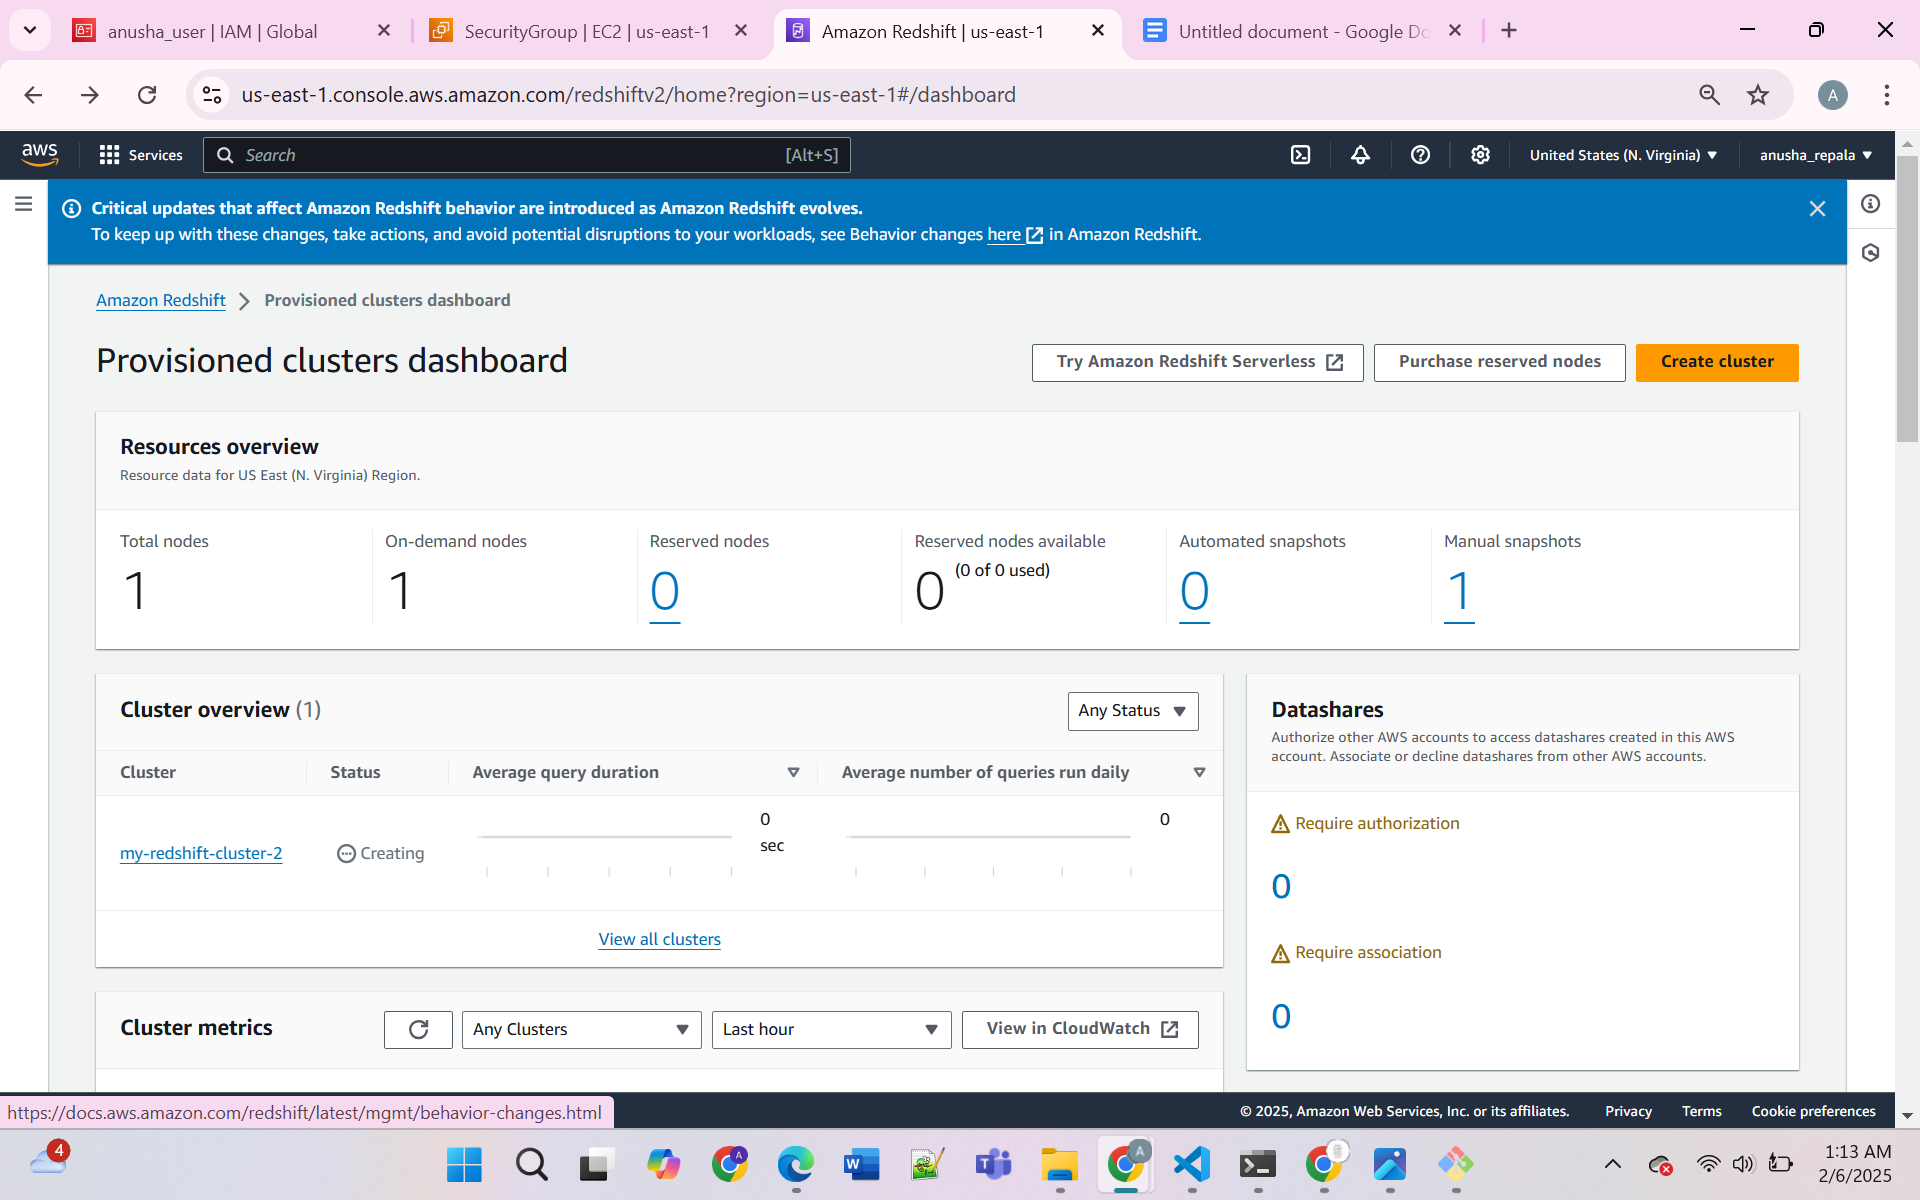 anusha_user | IAM | Global
SecurityGroup | EC2 | us-east-1
Amazon Redshift | us-east-1
Untitled document - Google Do
us-east-1.console.aws.amazon.com/redshiftv2/home?region=us-east-1#/dashboard
A
aws
Services
Search
[Alt+S]
United States (N. Virginia)
anusha_repala
Critical updates that affect Amazon Redshift behavior are introduced as Amazon Redshift evolves.
To keep up with these changes, take actions, and avoid potential disruptions to your workloads, see Behavior changes here in Amazon Redshift.
Amazon Redshift
Provisioned clusters dashboard
Provisioned clusters dashboard
Try Amazon Redshift Serverless
Purchase reserved nodes
Create cluster
Resources overview
Resource data for US East (N. Virginia) Region.
Total nodes
1
On-demand nodes
1
Reserved nodes
0
Reserved nodes available
0 (0 of 0 used)
Automated snapshots
0
Manual snapshots
1
Cluster overview (1)
Any Status
Cluster
Status
Average query duration
Average number of queries run daily
my-redshift-cluster-2
Creating
0
sec
0
View all clusters
Datashares
Authorize other AWS accounts to access datashares created in this AWS
account. Associate or decline datashares from other AWS accounts.
Require authorization
0
Require association
0
Cluster metrics
Any Clusters
Last hour
View in CloudWatch
https://docs.aws.amazon.com/redshift/latest/mgmt/behavior-changes.html
© 2025, Amazon Web Services, Inc. or its affiliates.
Privacy
Terms
Cookie preferences
4
A
W
T
A
1:13 AM
2/6/2025